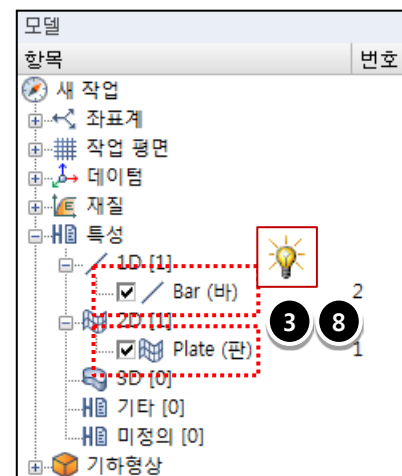 모델
항목 번호
새 작업
좌표계
작업 평면
데이텀
재질
특성
1D [1]
Bar (바) 2
2D [1]
3 8
Plate (판) 1
3D [0]
기타 [0]
미정의 [0]
기하형상